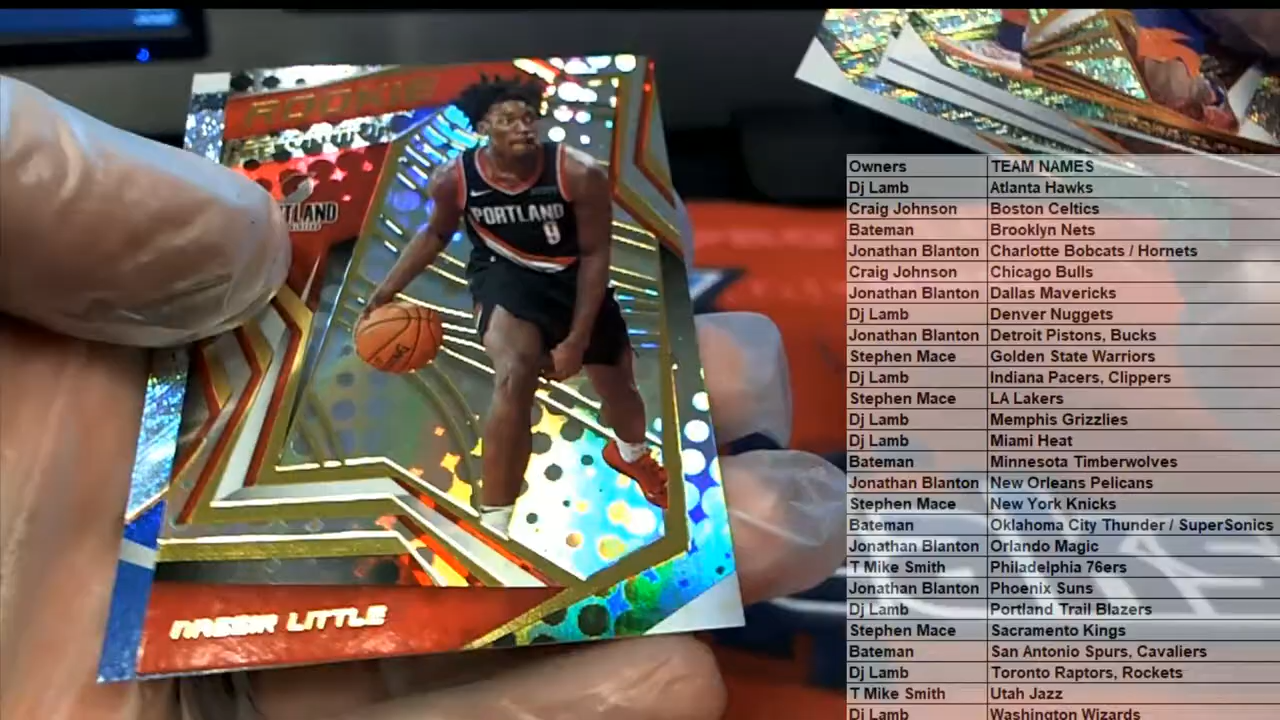 ROOKIE
TLAND
PORTLAND
9
NASSIR LITTLE
Owners TEAM NAMES
Dj Lamb Atlanta Hawks
Craig Johnson Boston Celtics
Bateman Brooklyn Nets
Jonathan Blanton Charlotte Bobcats / Hornets
Craig Johnson Chicago Bulls
Jonathan Blanton Dallas Mavericks
Dj Lamb Denver Nuggets
Jonathan Blanton Detroit Pistons, Bucks
Stephen Mace Golden State Warriors
Dj Lamb Indiana Pacers, Clippers
Stephen Mace LA Lakers
Dj Lamb Memphis Grizzlies
Dj Lamb Miami Heat
Bateman Minnesota Timberwolves
Jonathan Blanton New Orleans Pelicans
Stephen Mace New York Knicks
Bateman Oklahoma City Thunder / SuperSonics
Jonathan Blanton Orlando Magic
T Mike Smith Philadelphia 76ers
Jonathan Blanton Phoenix Suns
Dj Lamb Portland Trail Blazers
Stephen Mace Sacramento Kings
Bateman San Antonio Spurs, Cavaliers
Dj Lamb Toronto Raptors, Rockets
T Mike Smith Utah Jazz
Dj Lamb Washington Wizards